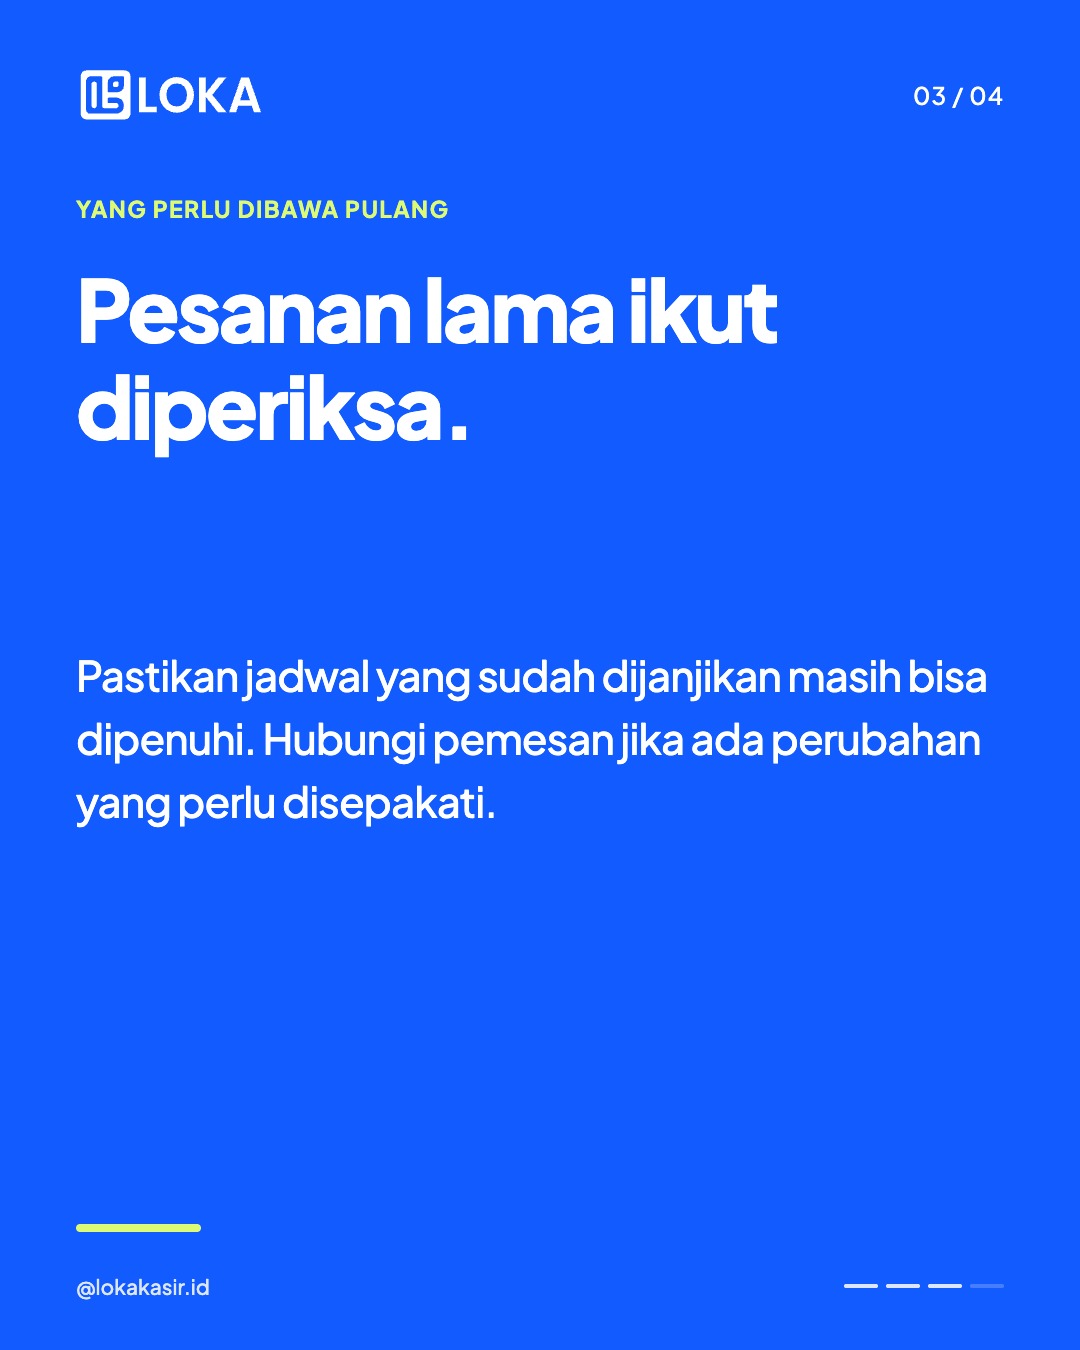 LOKA
03 / 04
YANG PERLU DIBAWA PULANG
Pesanan lama ikut
diperiksa.
Pastikan jadwal yang sudah dijanjikan masih bisa
dipenuhi. Hubungi pemesan jika ada perubahan
yang perlu disepakati.
@lokakasir.id